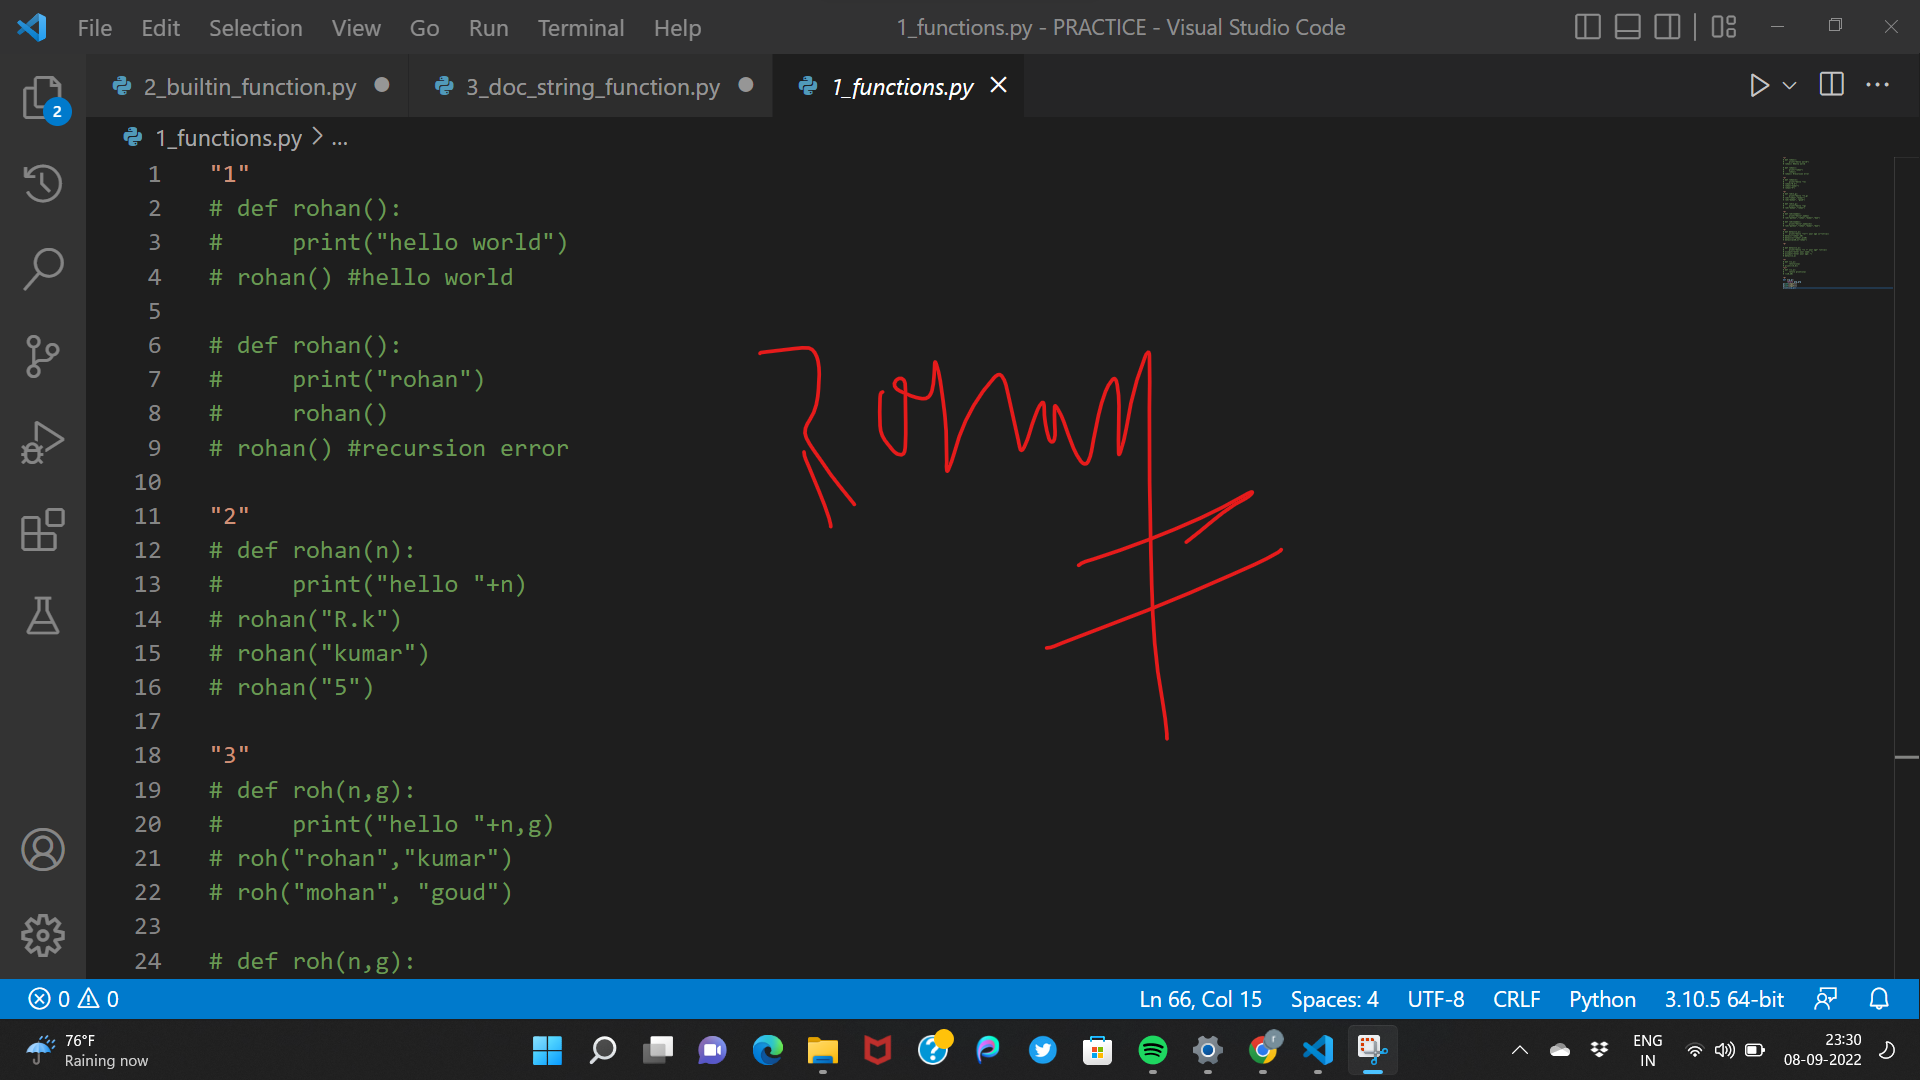 File Edit Selection View Go Run Terminal Help 1_functions.py - PRACTICE - Visual Studio Code
2_builtin_function.py 3_doc_string_function.py 1_functions.py
2
1_functions.py > ...
1 "1"
2 # def rohan():
3 #     print("hello world")
4 # rohan() #hello world
5
6 # def rohan():
7 #     print("rohan")
8 #     rohan()
9 # rohan() #recursion error
10
11 "2"
12 # def rohan(n):
13 #     print("hello "+n)
14 # rohan("R.k")
15 # rohan("kumar")
16 # rohan("5")
17
18 "3"
19 # def roh(n,g):
20 #     print("hello "+n,g)
21 # roh("rohan","kumar")
22 # roh("mohan", "goud")
23
24 # def roh(n,g):
Rohan
0 0 Ln 66, Col 15 Spaces: 4 UTF-8 CRLF Python 3.10.5 64-bit
76°F
Raining now
ENG
IN
23:30
08-09-2022